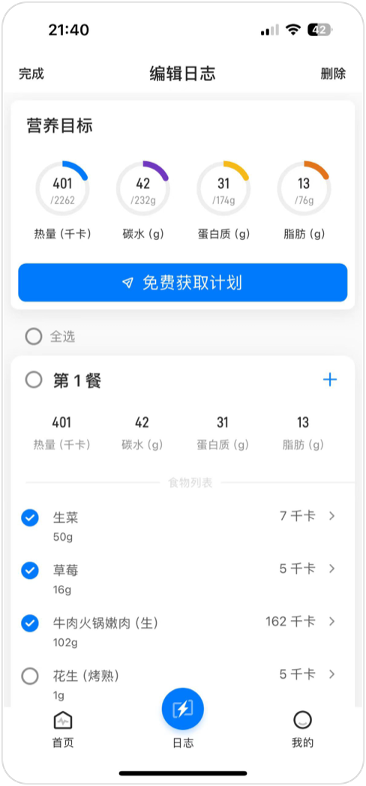 21:40
42
完成
编辑日志
删除
营养目标
401
/2262
42
/232g
31
/174g
13
/76g
热量 (千卡)
碳水 (g)
蛋白质 (g)
脂肪 (g)
免费获取计划
全选
第 1 餐
401
42
31
13
热量 (千卡)
碳水 (g)
蛋白质 (g)
脂肪 (g)
食物列表
生菜
7 千卡
50g
草莓
5 千卡
16g
牛肉火锅嫩肉 (生)
162 千卡
102g
花生 (烤熟)
5 千卡
1g
首页
日志
我的